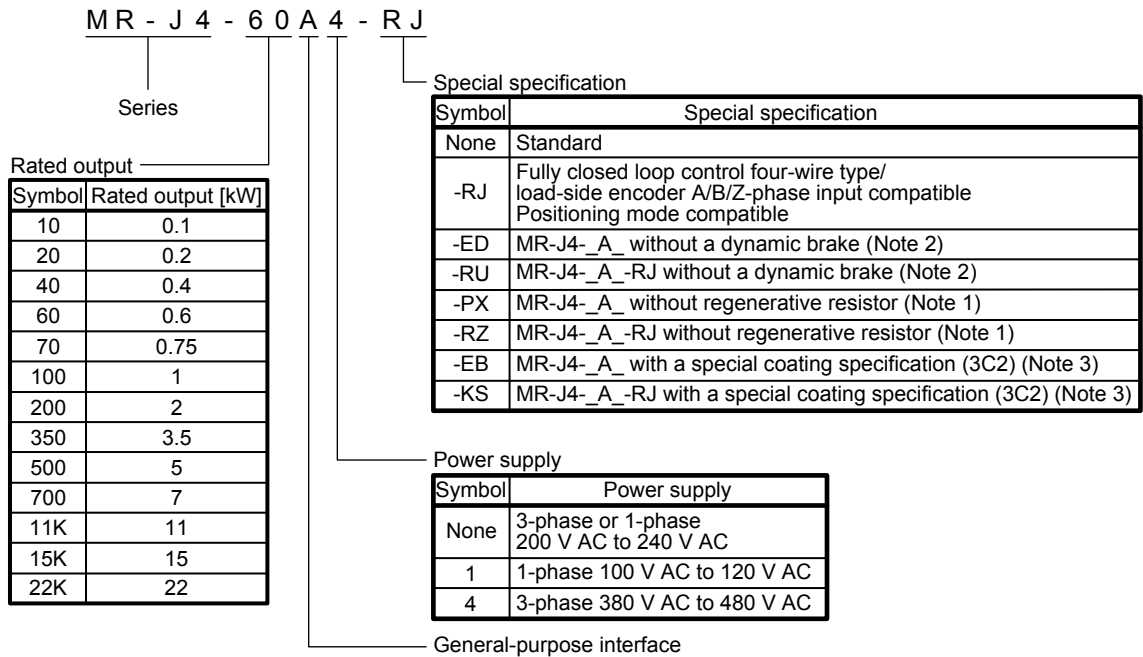 MR-J4-60A4-RJ
Series
Rated output
Symbol Rated output [kW]
10 0.1
20 0.2
40 0.4
60 0.6
70 0.75
100 1
200 2
350 3.5
500 5
700 7
11K 11
15K 15
22K 22
Special specification
Symbol Special specification
None Standard
-RJ Fully closed loop control four-wire type/
load-side encoder A/B/Z-phase input compatible
Positioning mode compatible
-ED MR-J4-_A_ without a dynamic brake (Note 2)
-RU MR-J4-_A_-RJ without a dynamic brake (Note 2)
-PX MR-J4-_A_ without regenerative resistor (Note 1)
-RZ MR-J4-_A_-RJ without regenerative resistor (Note 1)
-EB MR-J4-_A_ with a special coating specification (3C2) (Note 3)
-KS MR-J4-_A_-RJ with a special coating specification (3C2) (Note 3)
Power supply
Symbol Power supply
None 3-phase or 1-phase
200 V AC to 240 V AC
1 1-phase 100 V AC to 120 V AC
4 3-phase 380 V AC to 480 V AC
General-purpose interface